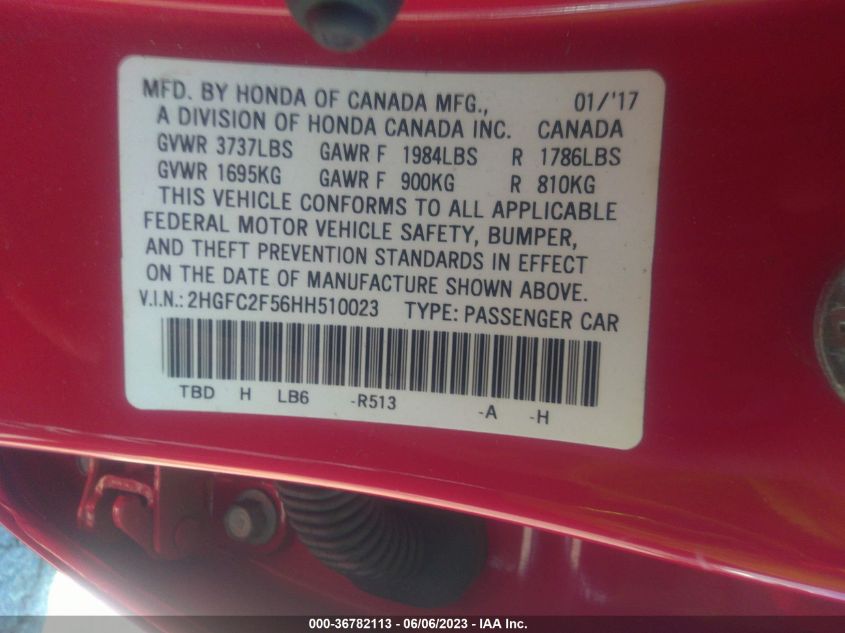 MFD. BY HONDA OF CANADA MFG., 01/'17
A DIVISION OF HONDA CANADA INC. CANADA
GVWR 3737LBS GAWR F 1984LBS R 1786LBS
GVWR 1695KG GAWR F 900KG R 810KG
THIS VEHICLE CONFORMS TO ALL APPLICABLE
FEDERAL MOTOR VEHICLE SAFETY, BUMPER,
AND THEFT PREVENTION STANDARDS IN EFFECT
ON THE DATE OF MANUFACTURE SHOWN ABOVE.
V.I.N.: 2HGFC2F56HH510023 TYPE: PASSENGER CAR
TBD H LB6 -R513 -A -H
000-36782113 - 06/06/2023 - IAA Inc.